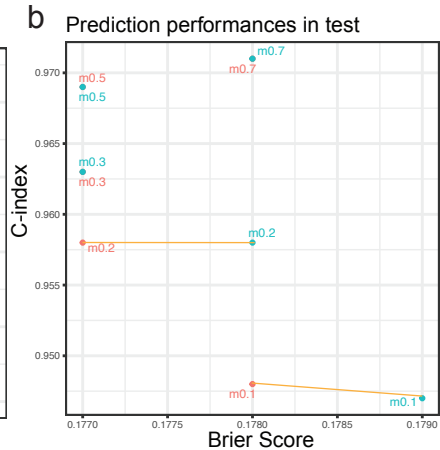 b
Prediction performances in test
m0.7
m0.7
m0.5
m0.5
m0.3
m0.3
m0.2
m0.2
m0.1
m0.1
0.970
0.965
0.960
0.955
0.950
C-index
0.1770
0.1775
0.1780
0.1785
0.1790
Brier Score